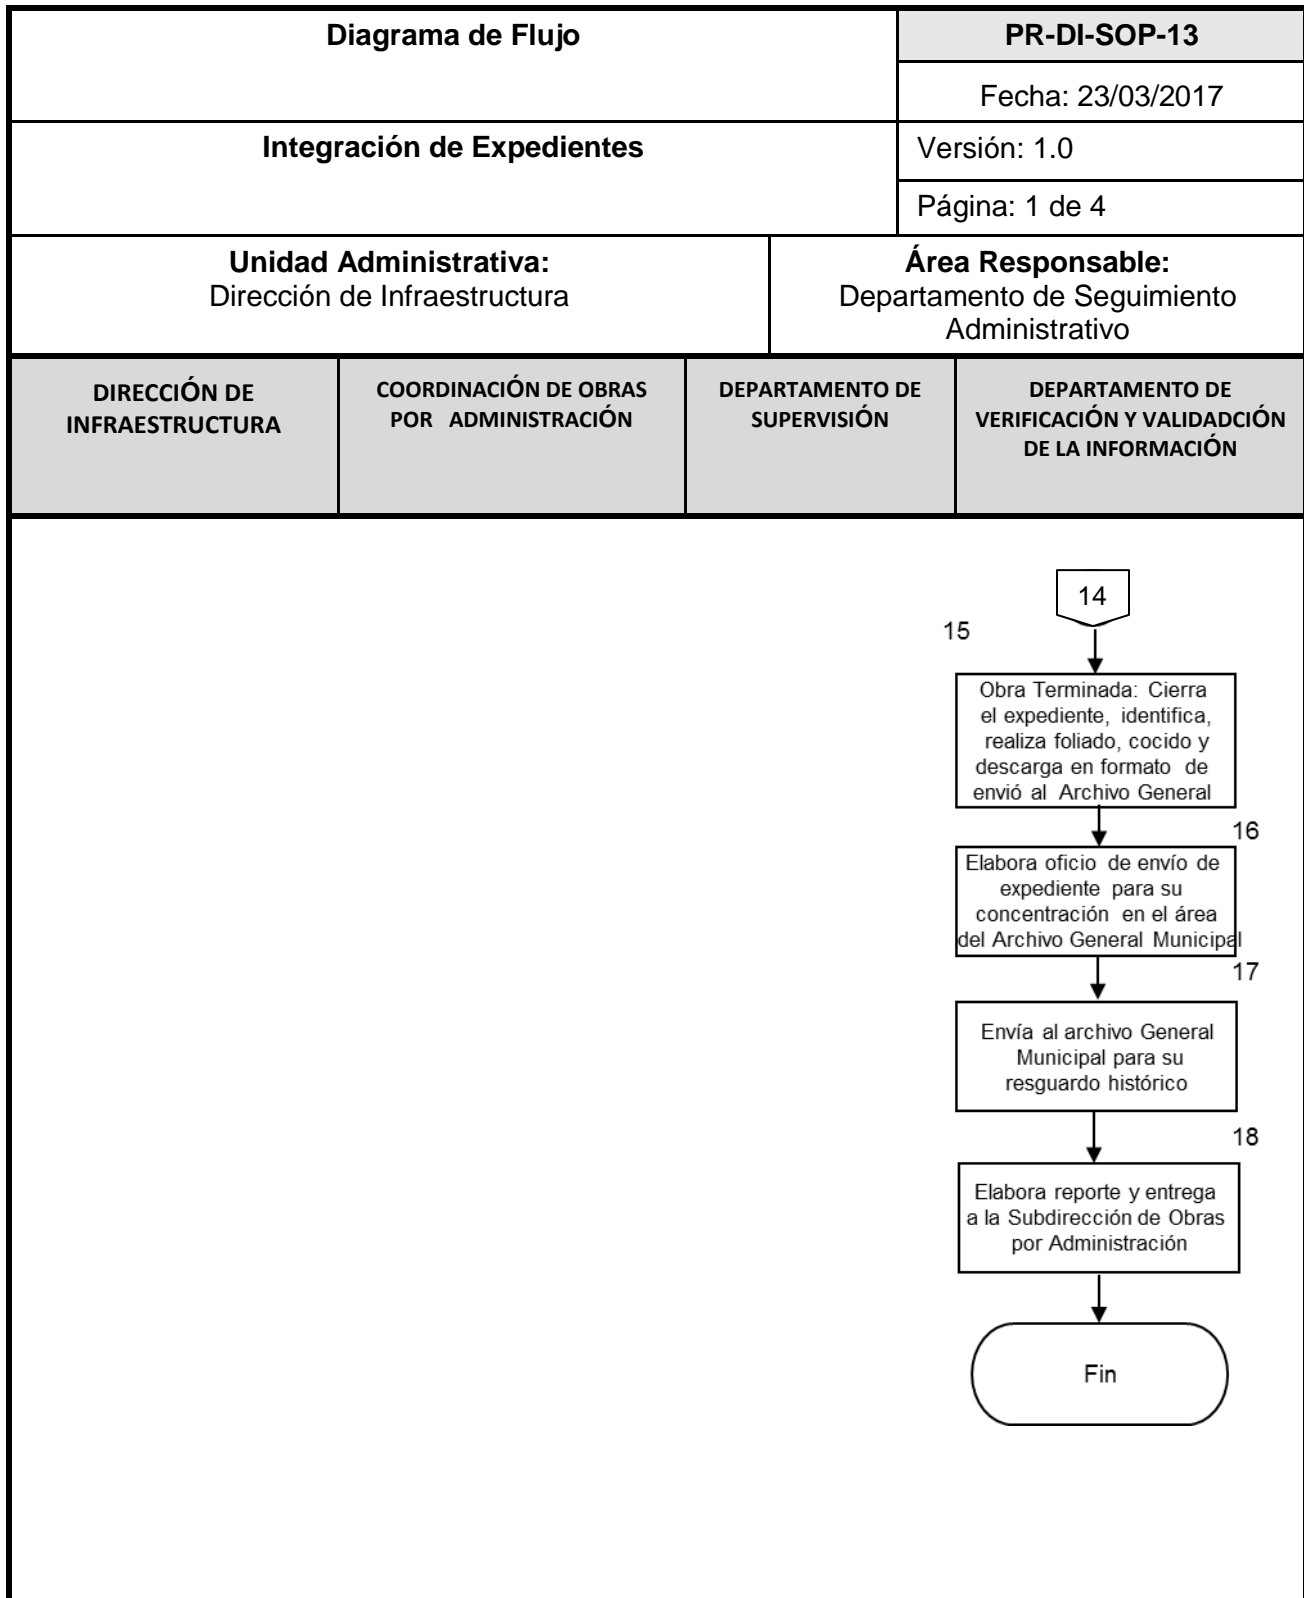 Diagrama de Flujo
PR-DI-SOP-13
Fecha: 23/03/2017
Integración de Expedientes
Versión: 1.0
Página: 1 de 4
Unidad Administrativa:
Dirección de Infraestructura
Área Responsable:
Departamento de Seguimiento
Administrativo
DIRECCIÓN DE
INFRAESTRUCTURA
COORDINACIÓN DE OBRAS
POR ADMINISTRACIÓN
DEPARTAMENTO DE
SUPERVISIÓN
DEPARTAMENTO DE
VERIFICACIÓN Y VALIDADCIÓN
DE LA INFORMACIÓN
14
15
Obra Terminada: Cierra
el expediente, identifica,
realiza foliado, cocido y
descarga en formato de
envió al Archivo General
16
Elabora oficio de envío de
expediente para su
concentración en el área
del Archivo General Municipal
17
Envía al archivo General
Municipal para su
resguardo histórico
18
Elabora reporte y entrega
a la Subdirección de Obras
por Administración
Fin